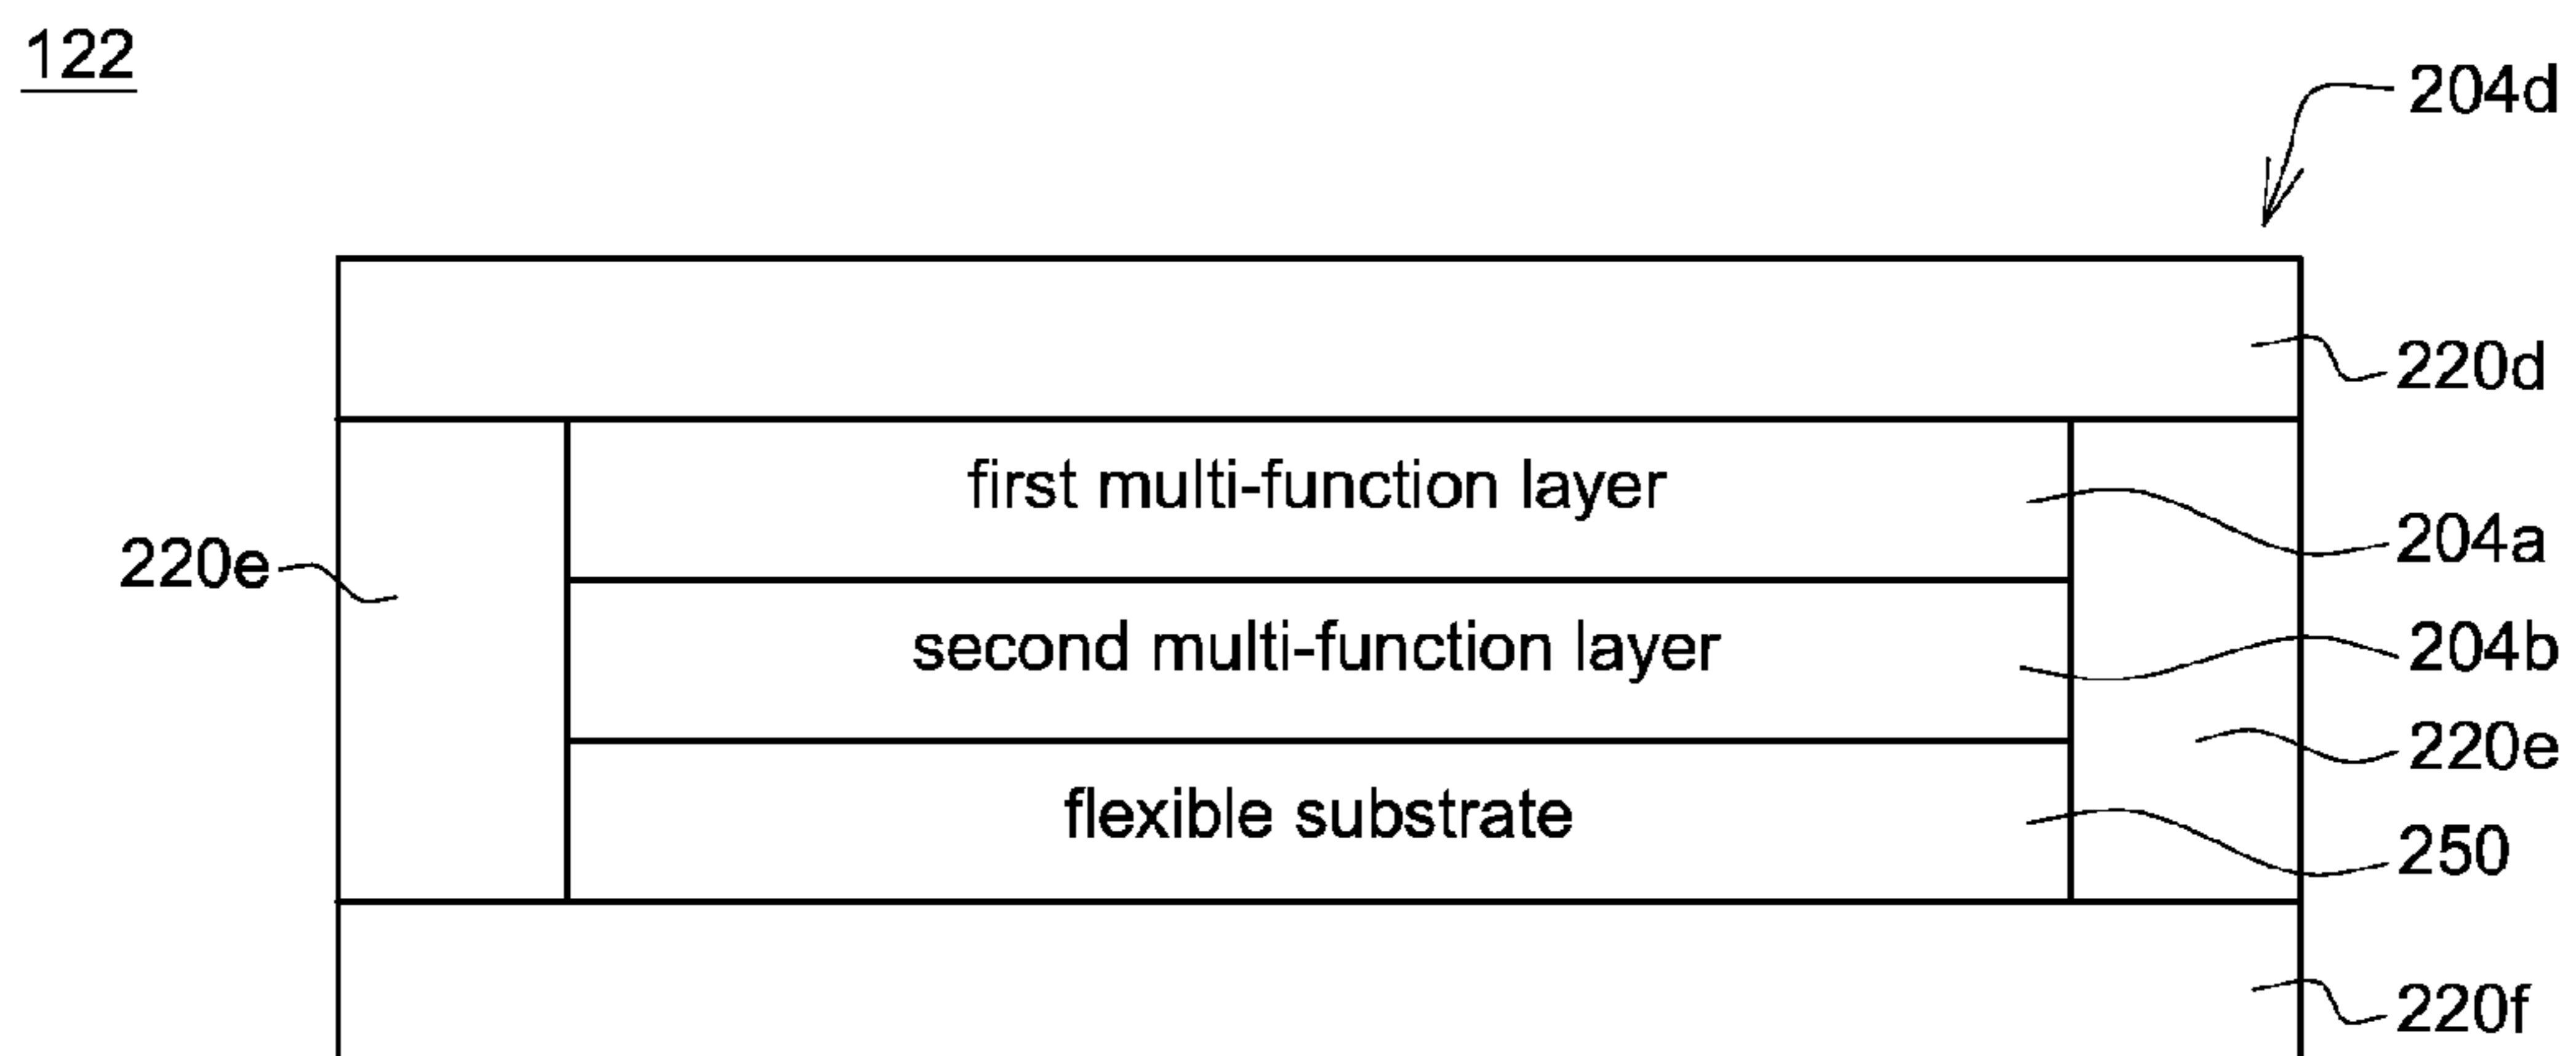 122
204d
220d
first multi-function layer
204a
220e
second multi-function layer
204b
220e
flexible substrate
250
220f